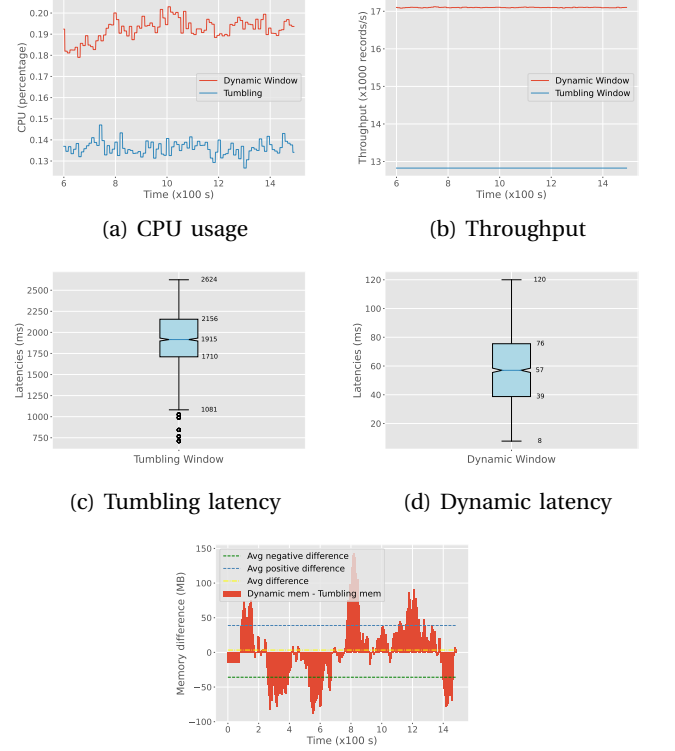 0.20
0.19
0.18
0.17
0.16
0.15
0.14
0.13
CPU (percentage)
Dynamic Window
Tumbling
6 8 10 12 14
Time (x100 s)
(a) CPU usage
17
16
15
14
13
Throughput (x1000 records/s)
Dynamic Window
Tumbling Window
6 8 10 12 14
Time (x100 s)
(b) Throughput
2500
2250
2000
1750
1500
1250
1000
750
Latencies (ms)
2624
2156
1915
1710
1081
Tumbling Window
(c) Tumbling latency
120
100
80
60
40
20
Latencies (ms)
120
76
57
39
8
Dynamic Window
(d) Dynamic latency
150
100
50
0
−50
−100
Memory difference (MB)
Avg negative difference
Avg positive difference
Avg difference
Dynamic mem - Tumbling mem
0 2 4 6 8 10 12 14
Time (x100 s)